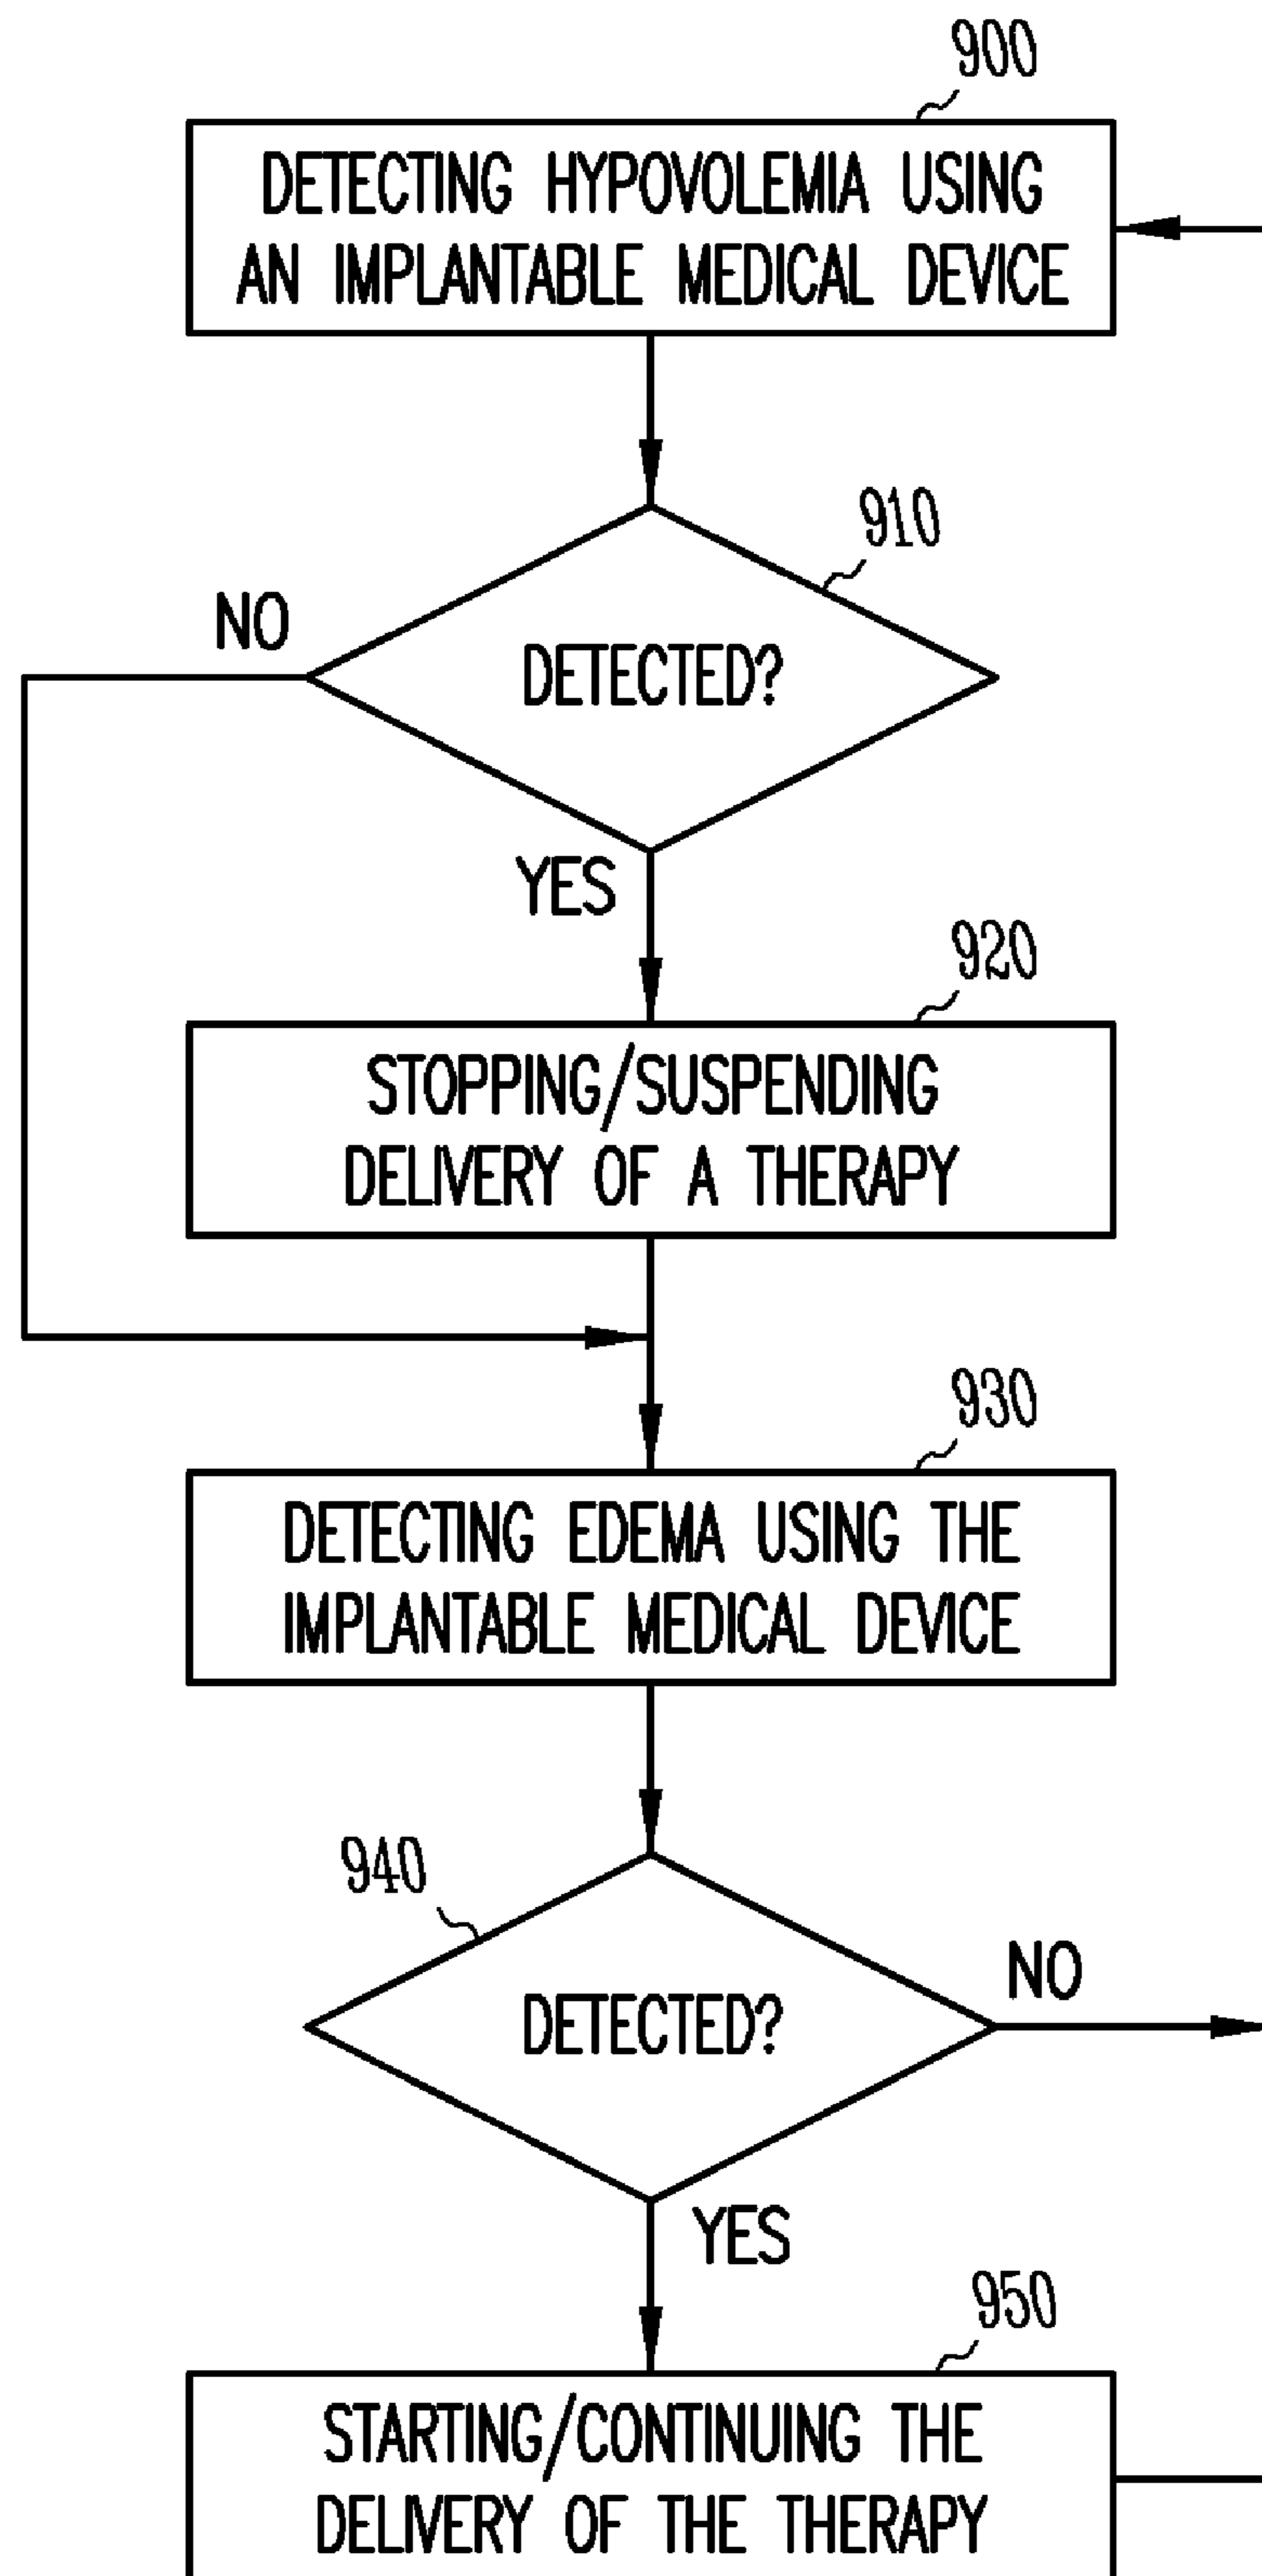 900
DETECTING HYPOVOLEMIA USING
AN IMPLANTABLE MEDICAL DEVICE
910
NO
DETECTED?
YES
920
STOPPING/SUSPENDING
DELIVERY OF A THERAPY
930
DETECTING EDEMA USING THE
IMPLANTABLE MEDICAL DEVICE
940
NO
DETECTED?
YES
950
STARTING/CONTINUING THE
DELIVERY OF THE THERAPY